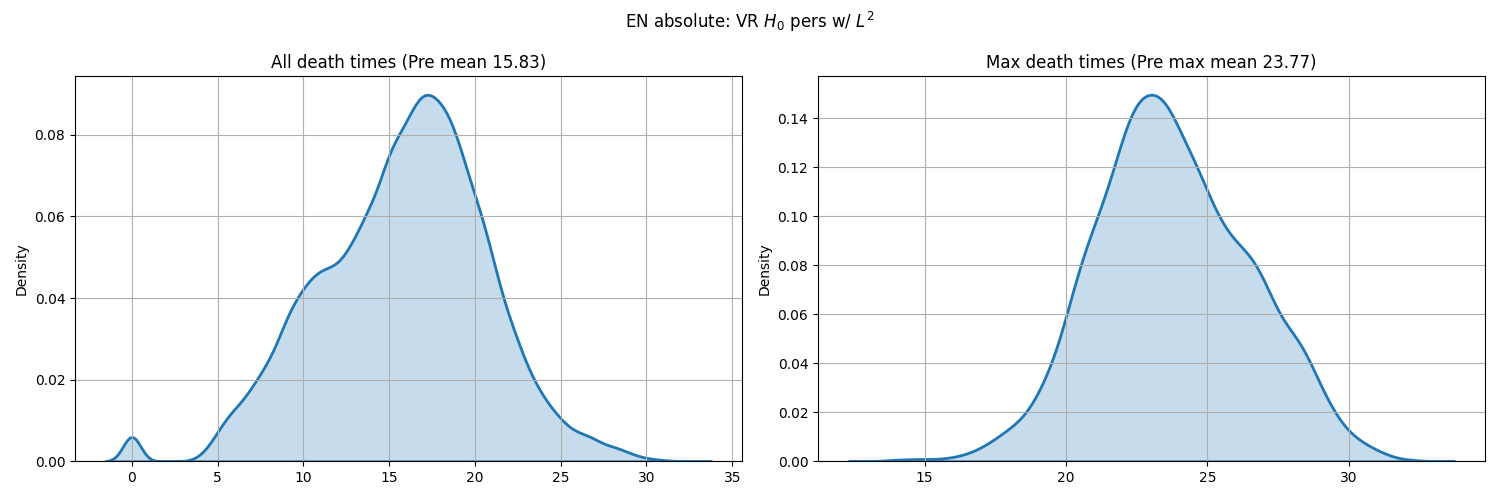 EN absolute: VR $H_0$ pers w/ $L^2$
All death times (Pre mean 15.83)
Density
0.08
0.06
0.04
0.02
0.00
0 5 10 15 20 25 30 35
Max death times (Pre max mean 23.77)
Density
0.14
0.12
0.10
0.08
0.06
0.04
0.02
0.00
15 20 25 30